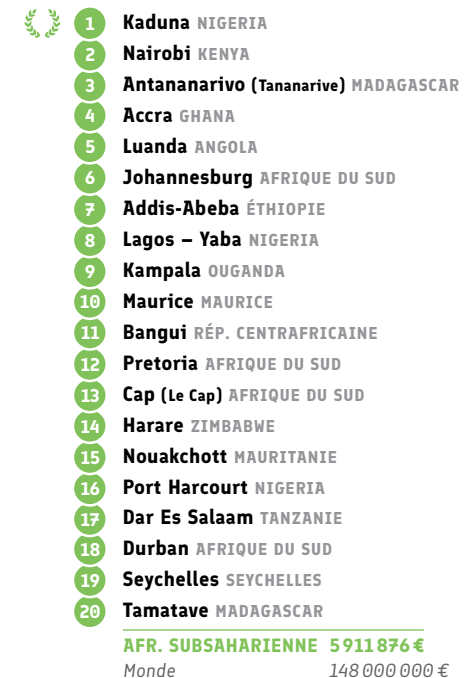 1 Kaduna NIGERIA
2 Nairobi KENYA
3 Antananarivo (Tananarive) MADAGASCAR
4 Accra GHANA
5 Luanda ANGOLA
6 Johannesburg AFRIQUE DU SUD
7 Addis-Abeba ÉTHIOPIE
8 Lagos – Yaba NIGERIA
9 Kampala OUGANDA
10 Maurice MAURICE
11 Bangui RÉP. CENTRAFRICAINE
12 Pretoria AFRIQUE DU SUD
13 Cap (Le Cap) AFRIQUE DU SUD
14 Harare ZIMBABWE
15 Nouakchott MAURITANIE
16 Port Harcourt NIGERIA
17 Dar Es Salaam TANZANIE
18 Durban AFRIQUE DU SUD
19 Seychelles SEYCHELLES
20 Tamatave MADAGASCAR
AFR. SUBSAHARIENNE 5 911 876 €
Monde 148 000 000 €